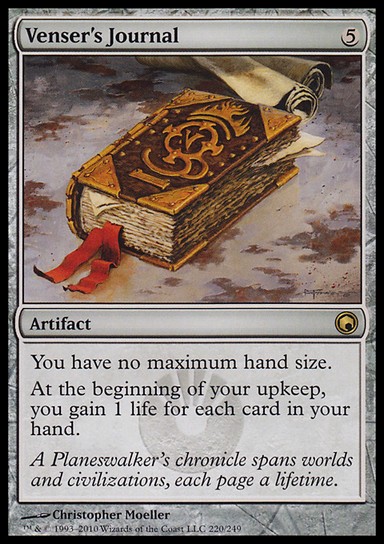 Venser's Journal 5
Artifact
You have no maximum hand size.
At the beginning of your upkeep,
you gain 1 life for each card in your
hand.
A Planeswalker's chronicle spans worlds
and civilizations, each page a lifetime.
Christopher Moeller
™ & © 1993–2010 Wizards of the Coast LLC 220/249